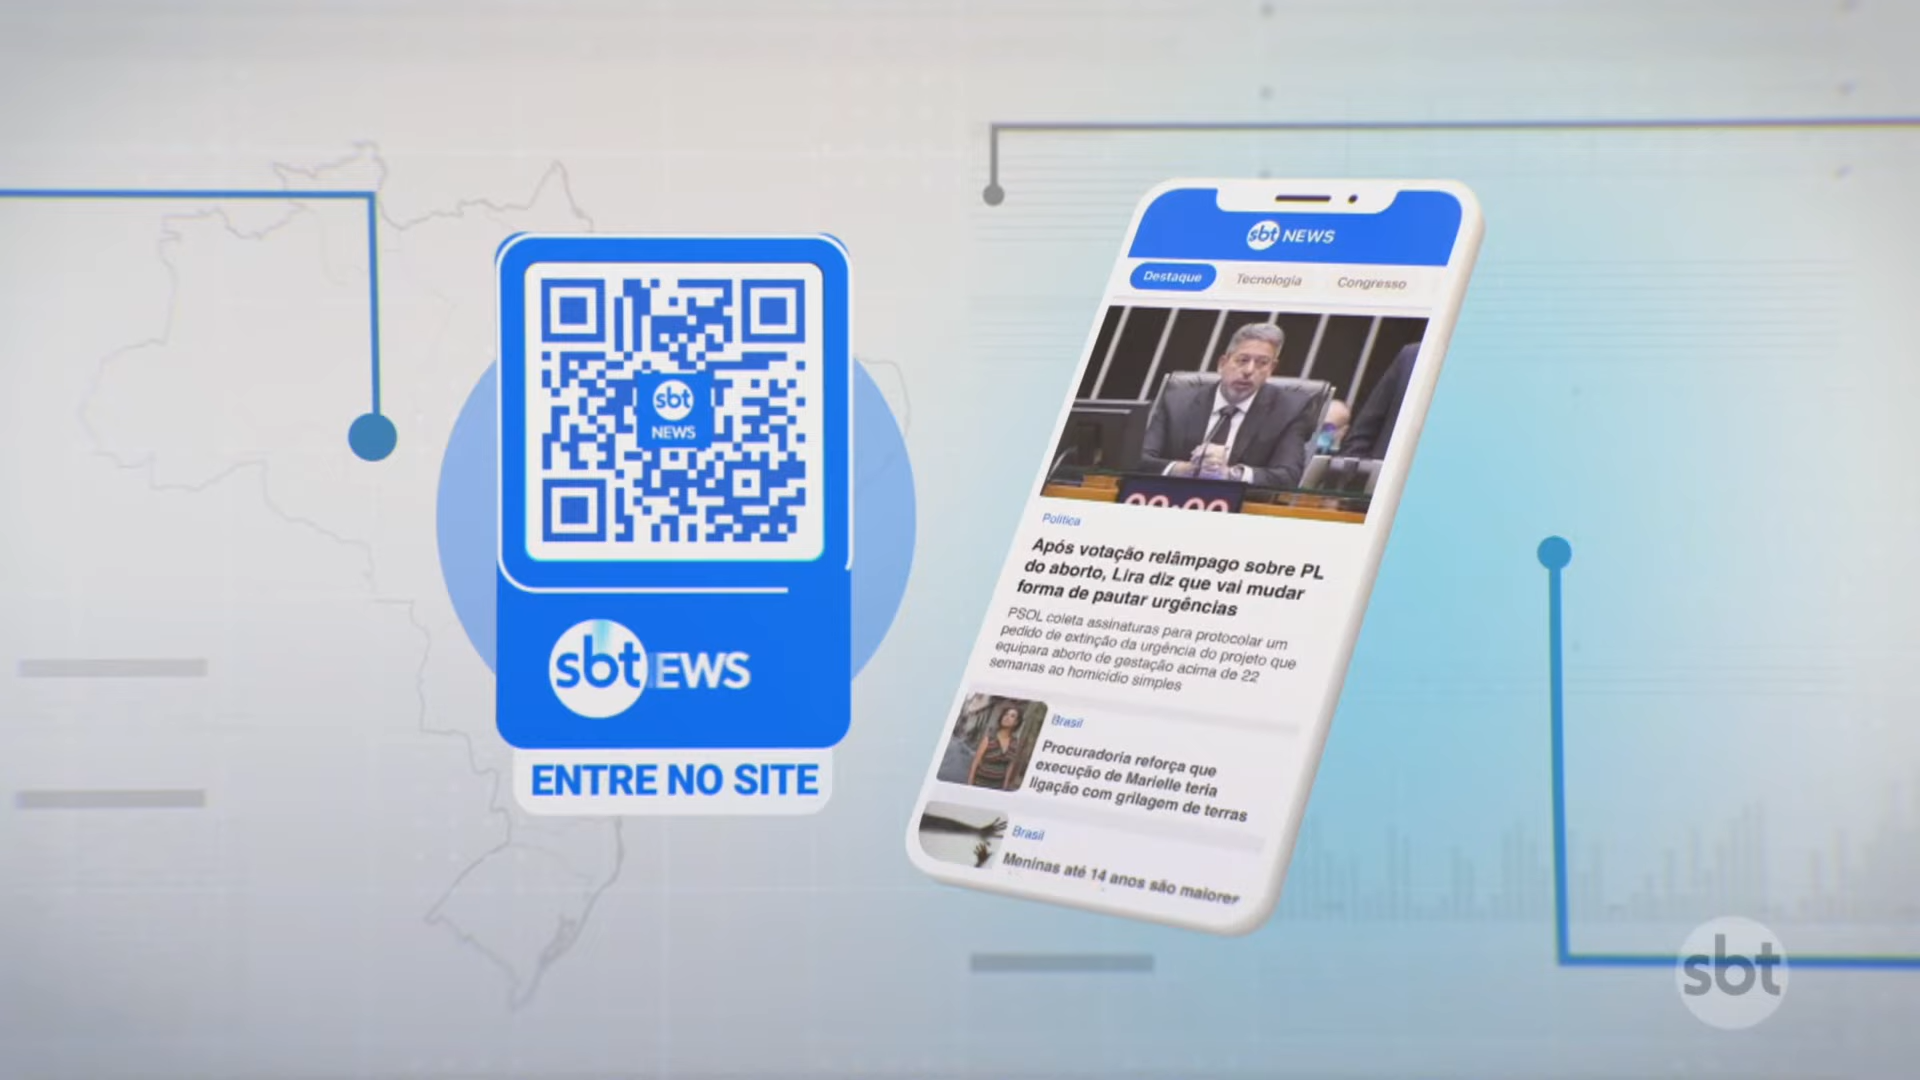 sbt
NEWS
sbt EWS
ENTRE NO SITE
sbt NEWS
Destaque Tecnologia Congresso
Política
Após votação relâmpago sobre PL
do aborto, Lira diz que vai mudar
forma de pautar urgências
PSOL coleta assinaturas para protocolar um
pedido de extinção da urgência do projeto que
equipara aborto de gestação acima de 22
semanas ao homicídio simples
Brasil
Procuradoria reforça que
execução de Marielle teria
ligação com grilagem de terras
Brasil
Meninas até 14 anos são maiorer
sbt